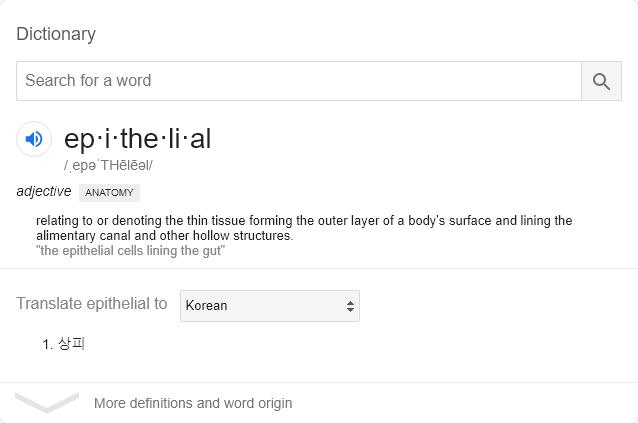 Dictionary
Search for a word
ep·i·the·li·al
/ˌepəˈTHēlēəl/
adjective ANATOMY
relating to or denoting the thin tissue forming the outer layer of a body's surface and lining the
alimentary canal and other hollow structures.
"the epithelial cells lining the gut"
Translate epithelial to Korean
1. 상피
More definitions and word origin